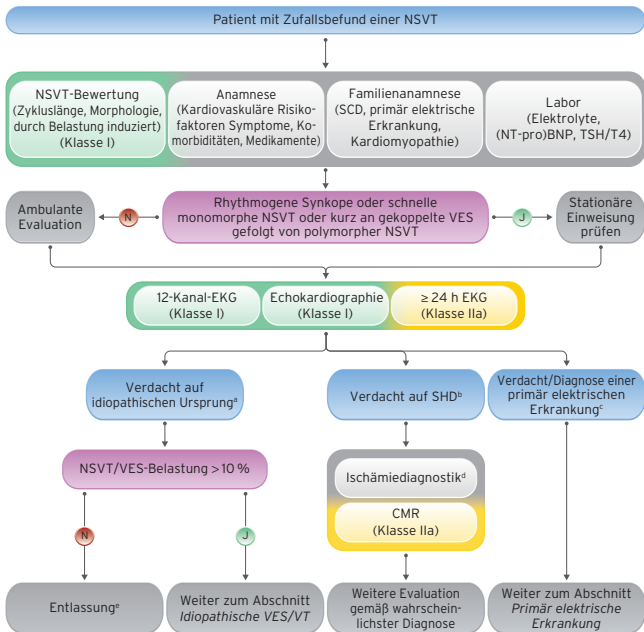 Patient mit Zufallsbefund einer NSVT
NSVT-Bewertung
(Zykluslänge, Morphologie,
durch Belastung induziert)
(Klasse I)
Anamnese
(Kardiovaskuläre Risiko-
faktoren Symptome, Ko-
morbiditäten, Medikamente)
Familienanamnese
(SCD, primär elektrische
Erkrankung,
Kardiomyopathie)
Labor
(Elektrolyte,
(NT-pro)BNP, TSH/T4)
Ambulante
Evaluation
N
Rhythmogene Synkope oder schnelle
monomorphe NSVT oder kurz an gekoppelte VES
gefolgt von polymorpher NSVT
J
Stationäre
Einweisung
prüfen
12-Kanal-EKG
(Klasse I)
Echokardiographie
(Klasse I)
≥ 24 h EKG
(Klasse IIa)
Verdacht auf
idiopathischen Ursprungᵃ
Verdacht auf SHDᵇ
Verdacht/Diagnose einer
primär elektrischen
Erkrankungᶜ
NSVT/VES-Belastung > 10 %
Ischämiediagnostikᵈ
CMR
(Klasse IIa)
N
J
Entlassungᵉ
Weiter zum Abschnitt
Idiopathische VES/VT
Weitere Evaluation
gemäß wahrschein-
lichster Diagnose
Weiter zum Abschnitt
Primär elektrische
Erkrankung